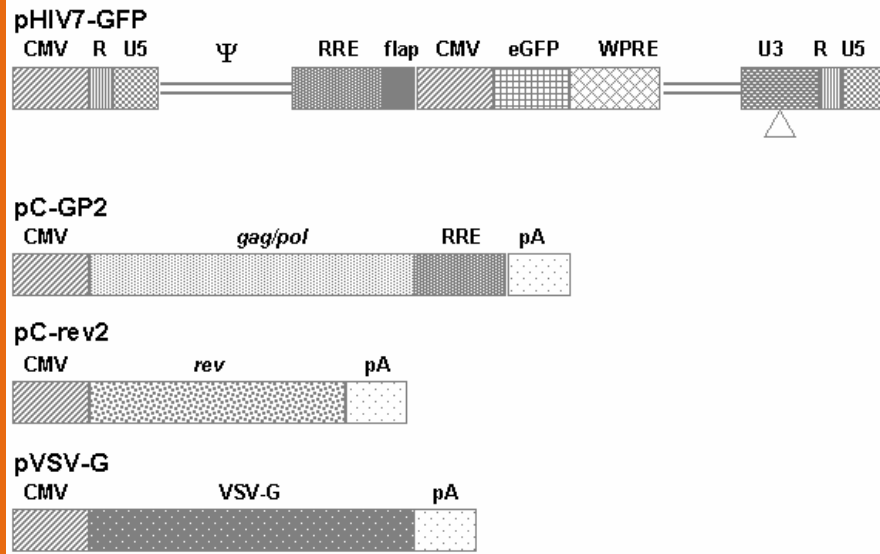 pHIV7-GFP
CMV R U5 Ψ RRE flap CMV eGFP WPRE U3 R U5
pC-GP2
CMV gag/pol RRE pA
pC-rev2
CMV rev pA
pVSV-G
CMV VSV-G pA